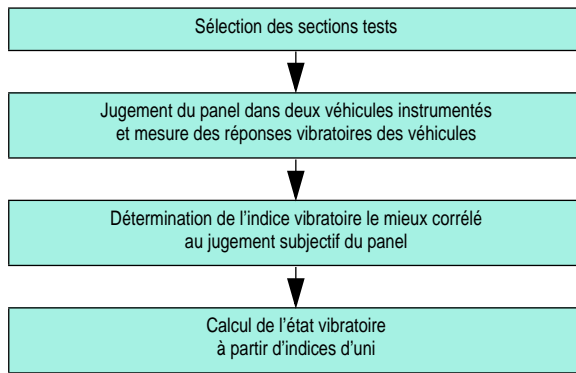 Sélection des sections tests
Jugement du panel dans deux véhicules instrumentés
et mesure des réponses vibratoires des véhicules
Détermination de l’indice vibratoire le mieux corrélé
au jugement subjectif du panel
Calcul de l’état vibratoire
à partir d’indices d’uni